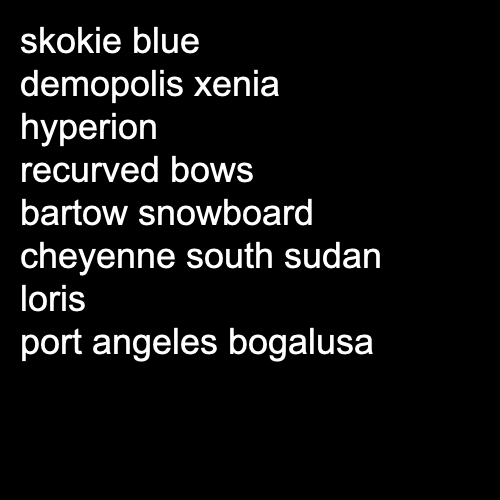 skokie blue
demopolis xenia
hyperion
recurved bows
bartow snowboard
cheyenne south sudan
loris
port angeles bogalusa